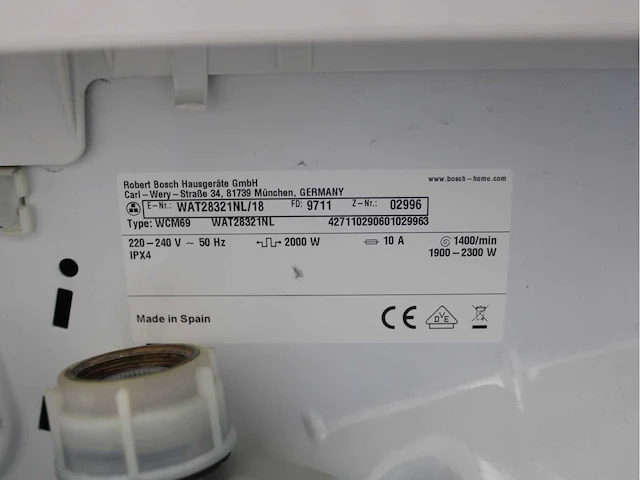 Robert Bosch Hausgeräte GmbH www.bosch-home.com
Carl-Wery-Straße 34, 81739 München, GERMANY
E-Nr.: WAT28321NL/18 FD: 9711 Z-Nr.: 02996
Type: WCM69 WAT28321NL 427110290601029963
220-240 V ~ 50 Hz 2000 W 10 A 1400/min
IPX4 1900-2300 W
Made in Spain CE DVE